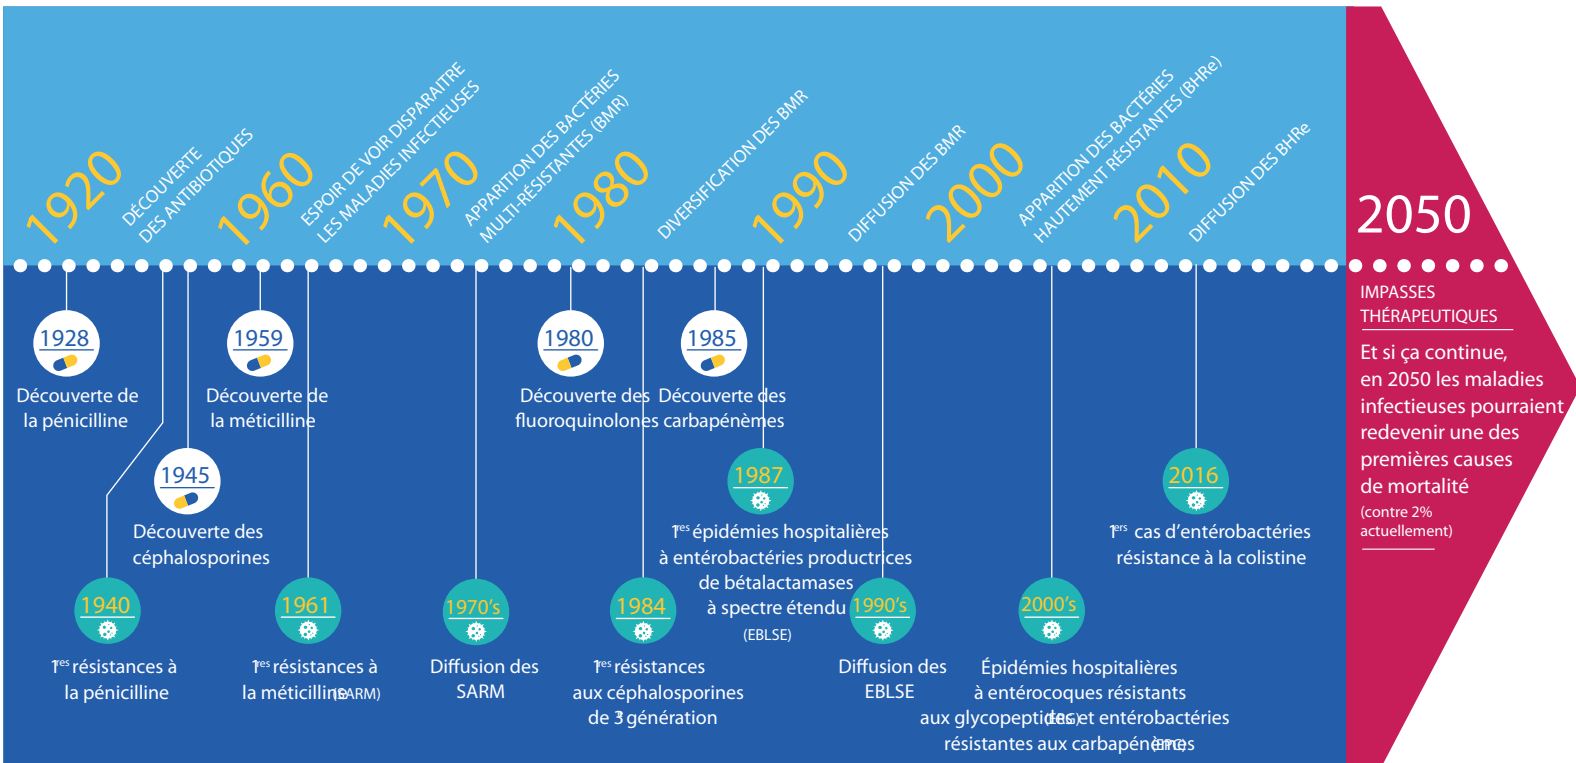 1920
DÉCOUVERTE
DES ANTIBIOTIQUES
1960
ESPOIR DE VOIR DISPARAITRE
LES MALADIES INFECTIEUSES
1970
APPARITION DES BACTÉRIES
MULTI-RÉSISTANTES (BMR)
1980
DIVERSIFICATION DES BMR
1990
DIFFUSION DES BMR
2000
APPARITION DES BACTÉRIES
HAUTEMENT RÉSISTANTES (BHRe)
2010
DIFFUSION DES BHRe
2050
IMPASSES
THÉRAPEUTIQUES
Et si ça continue,
en 2050 les maladies
infectieuses pourraient
redevenir une des
premières causes
de mortalité
(contre 2%
actuellement)
1928
Découverte de
la pénicilline
1959
Découverte de
la méticilline
1980
Découverte des
fluoroquinolones
1985
Découverte des
carbapénèmes
1945
Découverte des
céphalosporines
1987
1res épidémies hospitalières
à entérobactéries productrices
de bétalactamases
à spectre étendu
(EBLSE)
2016
1ers cas d’entérobactéries
résistance à la colistine
1940
1res résistances à
la pénicilline
1961
1res résistances à
la méticilline (SARM)
1970’s
Diffusion des
SARM
1984
1res résistances
aux céphalosporines
de 3e génération
1990’s
Diffusion des
EBLSE
2000’s
Épidémies hospitalières
à entérocoques résistants
aux glycopeptides (ERG) et entérobactéries
résistantes aux carbapénèmes (EPC)